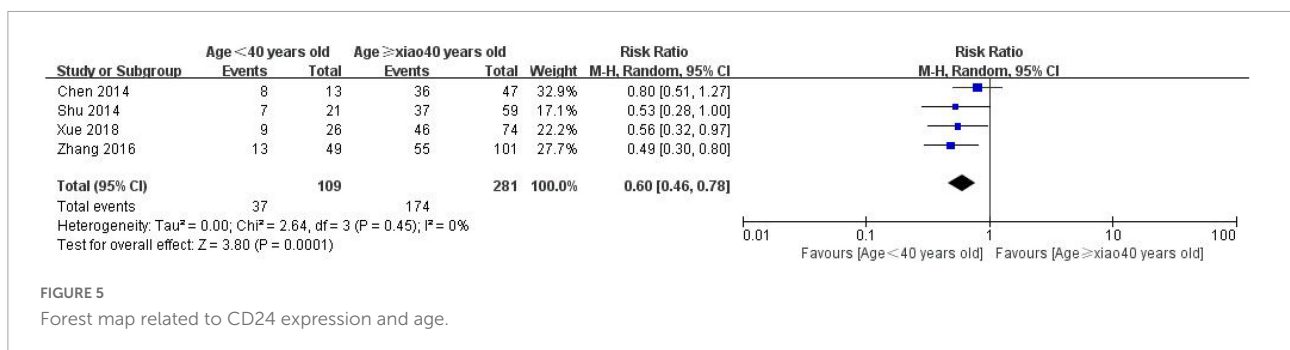 Age＜40 years old Age≥xiao40 years old Risk Ratio Risk Ratio
Study or Subgroup Events Total Events Total Weight M-H, Random, 95% CI M-H, Random, 95% CI
Chen 2014 8 13 36 47 32.9% 0.80 [0.51, 1.27]
Shu 2014 7 21 37 59 17.1% 0.53 [0.28, 1.00]
Xue 2018 9 26 46 74 22.2% 0.56 [0.32, 0.97]
Zhang 2016 13 49 55 101 27.7% 0.49 [0.30, 0.80]
Total (95% CI) 109 281 100.0% 0.60 [0.46, 0.78]
Total events 37 174
Heterogeneity: Tau² = 0.00; Chi² = 2.64, df = 3 (P = 0.45); I² = 0%
Test for overall effect: Z = 3.80 (P = 0.0001)
0.01 0.1 1 10 100
Favours [Age＜40 years old] Favours [Age≥xiao40 years old]
FIGURE 5
Forest map related to CD24 expression and age.